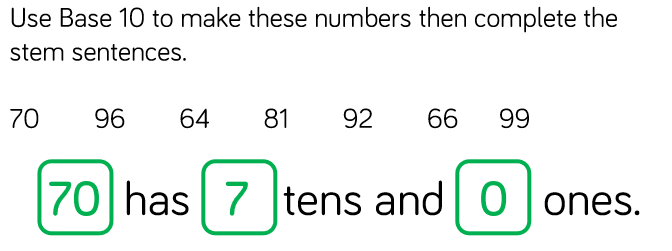 Use Base 10 to make these numbers then complete the
stem sentences.
70 96 64 81 92 66 99
70 has 7 tens and 0 ones.